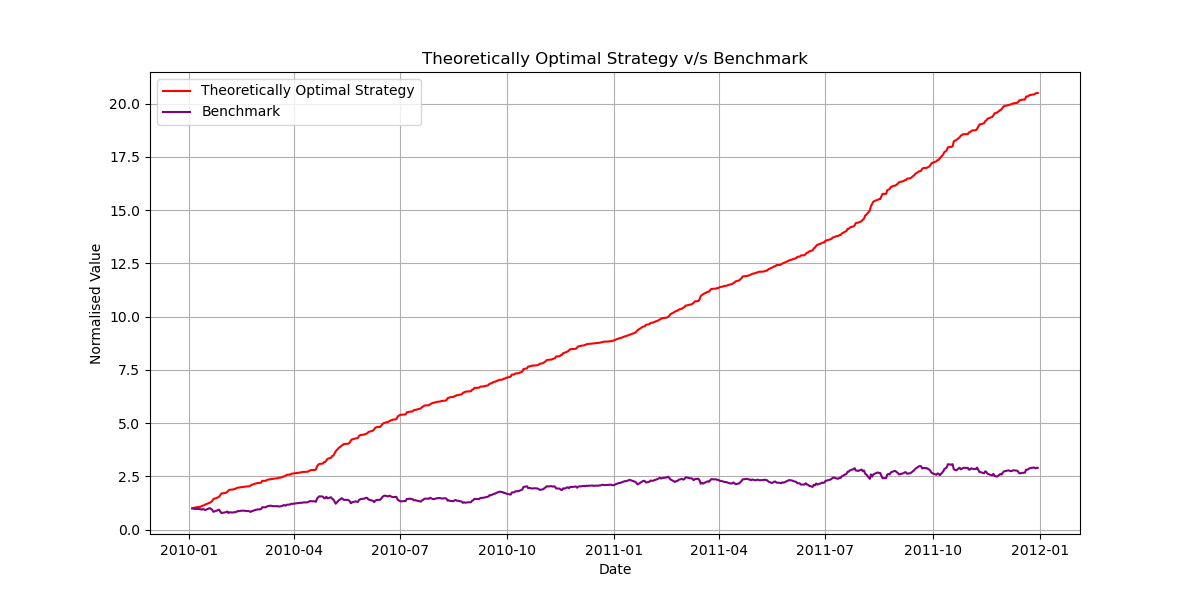 Theoretically Optimal Strategy v/s Benchmark
Theoretically Optimal Strategy
Benchmark
Normalised Value
20.0
17.5
15.0
12.5
10.0
7.5
5.0
2.5
0.0
2010-01 2010-04 2010-07 2010-10 2011-01 2011-04 2011-07 2011-10 2012-01
Date